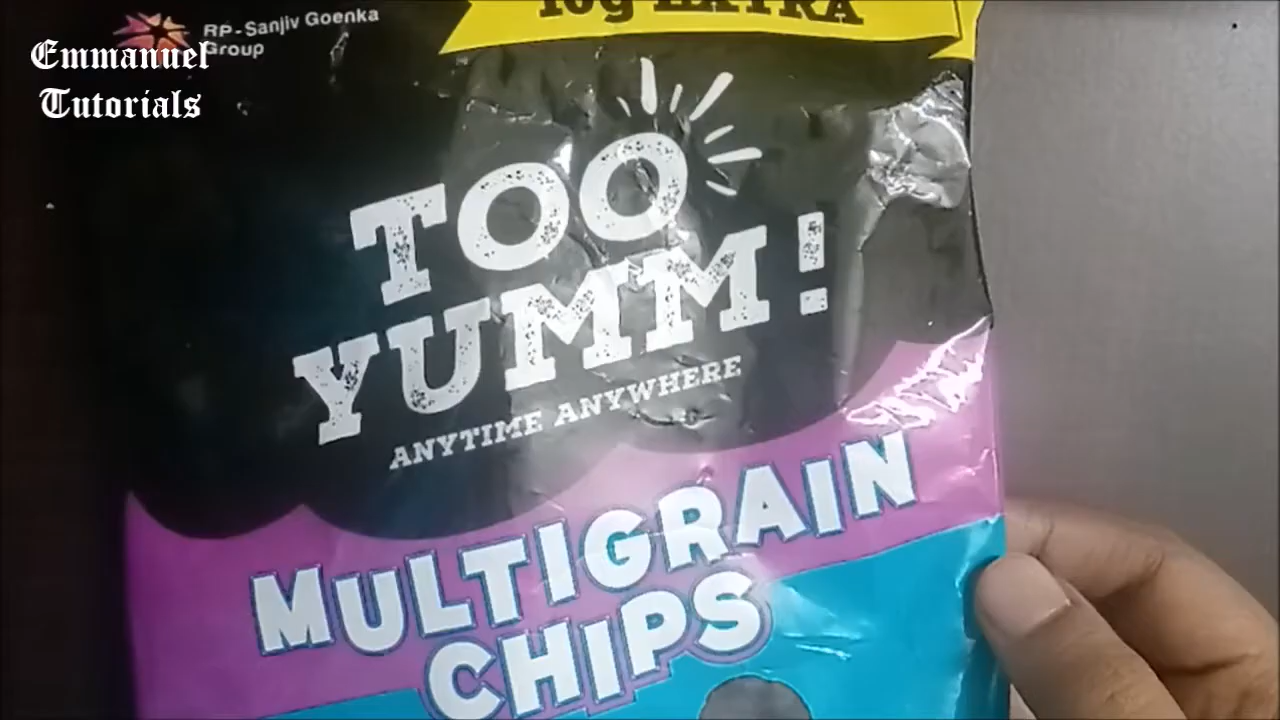 10g EXTRA
RP-Sanjiv Goenka
Group
Emmanuel
Tutorials
TOO
YUMM!
ANYTIME ANYWHERE
MULTIGRAIN
CHIPS